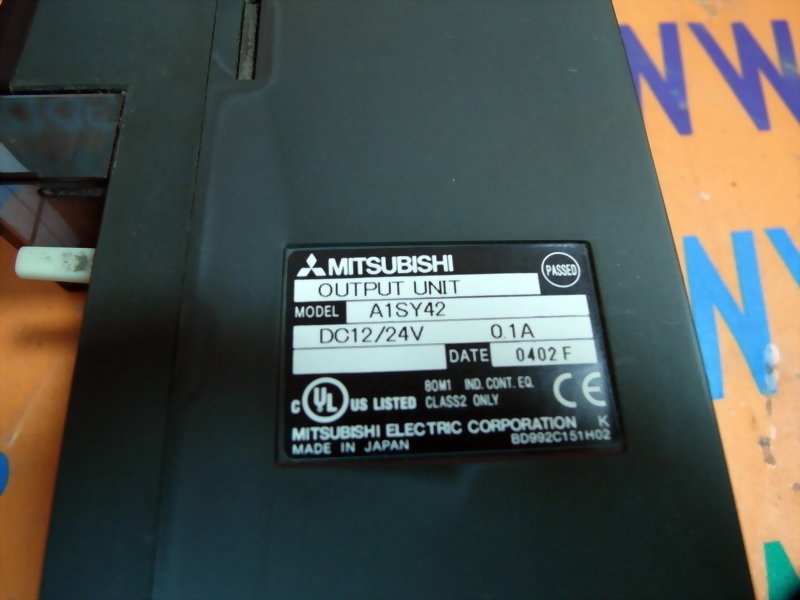 MITSUBISHI
PASSED
OUTPUT UNIT
MODEL A1SY42
DC12/24V 0.1A
DATE 0402 F
C UL US LISTED
80M1 IND. CONT. EQ.
CLASS2 ONLY
CE
MITSUBISHI ELECTRIC CORPORATION K
MADE IN JAPAN BD992C151H02